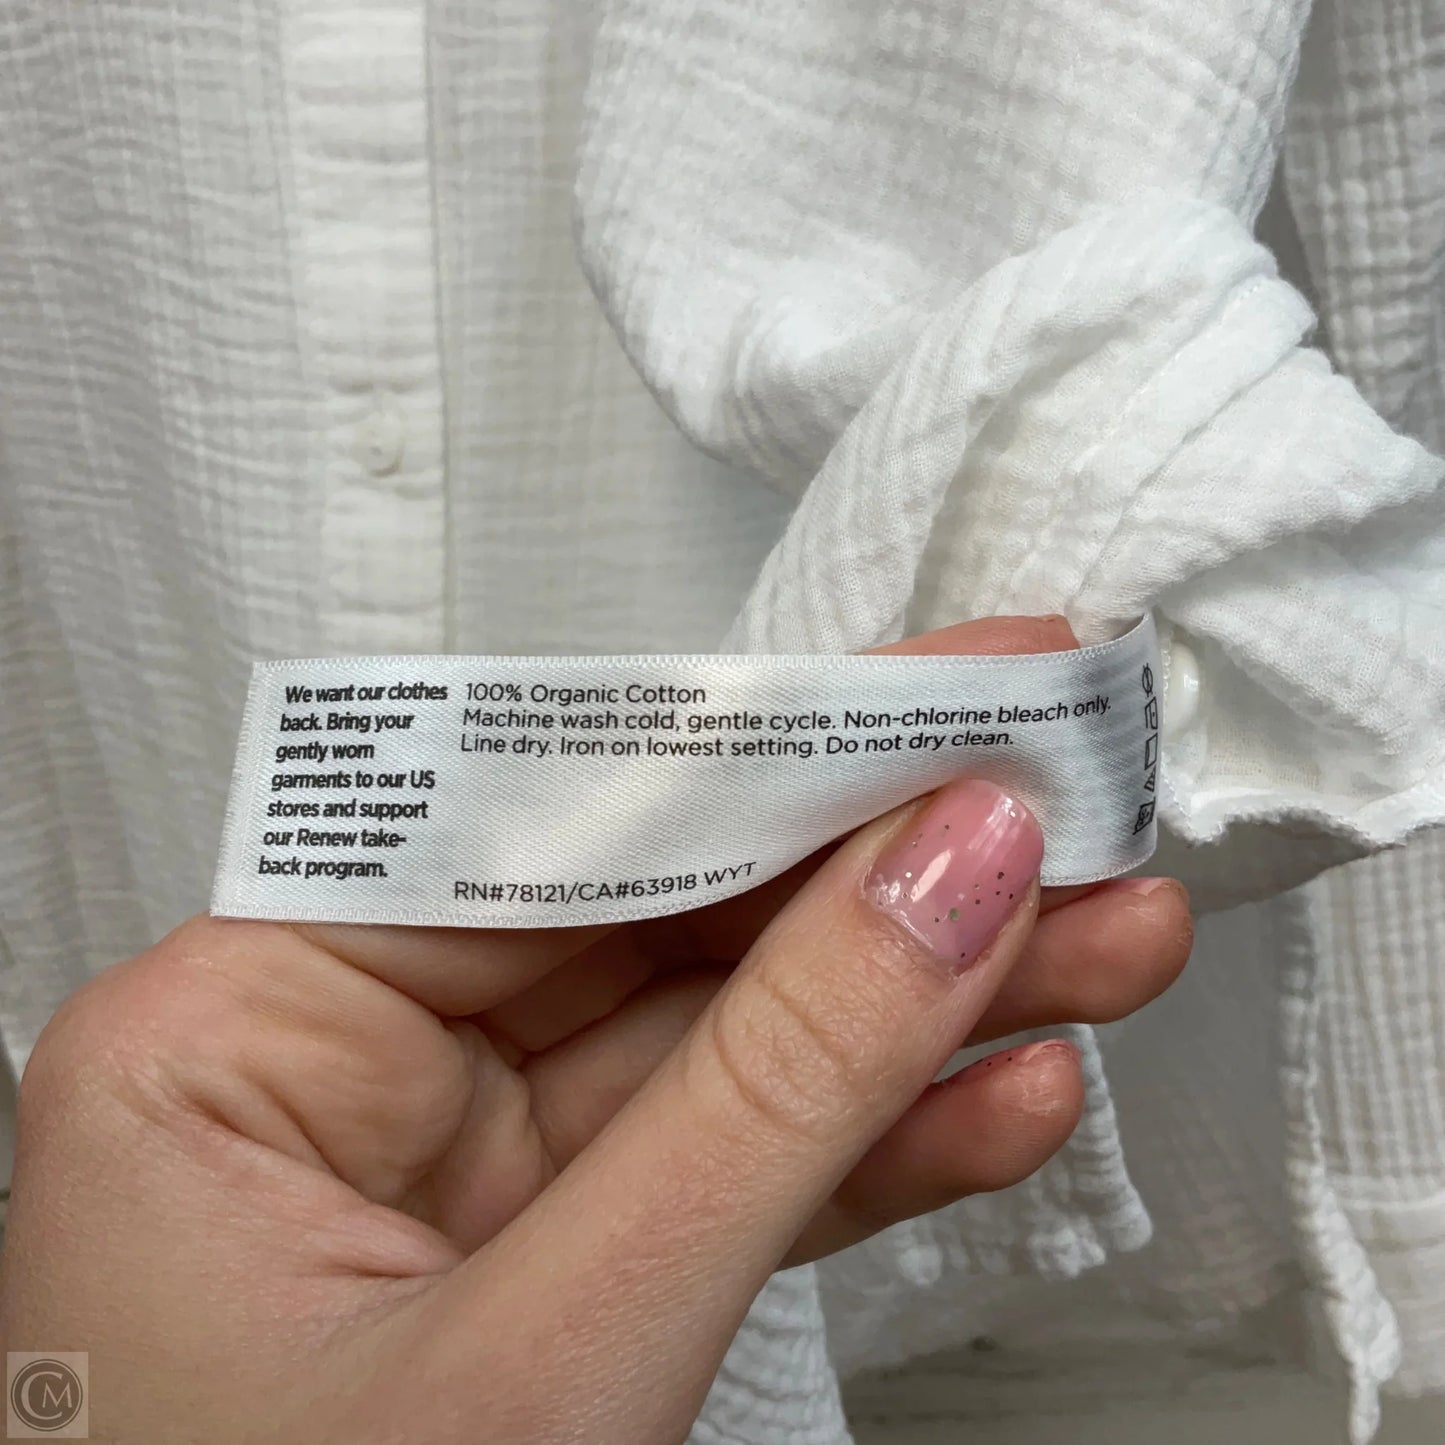 We want our clothes
back. Bring your
gently worn
garments to our US
stores and support
our Renew take-
back program.
100% Organic Cotton
Machine wash cold, gentle cycle. Non-chlorine bleach only.
Line dry. Iron on lowest setting. Do not dry clean.
RN#78121/CA#63918 WYT
CM